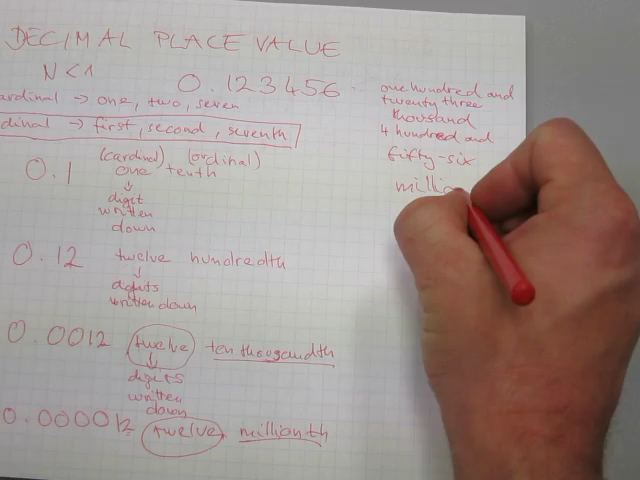 DECIMAL PLACE VALUE
N < 1
0.123456
ardinal → one, two, seven
dinal → first, second, seventh
one hundred and
twenty three
thousand
4 hundred and
fifty-six
millio
(cardinal) (ordinal)
0.1 one tenth
↓
digit
written
down
0.12 twelve hundredth
↓
digits
written down
0.0012 twelve ten thousandth
↓
digits
written
down
0.000012 twelve millianth